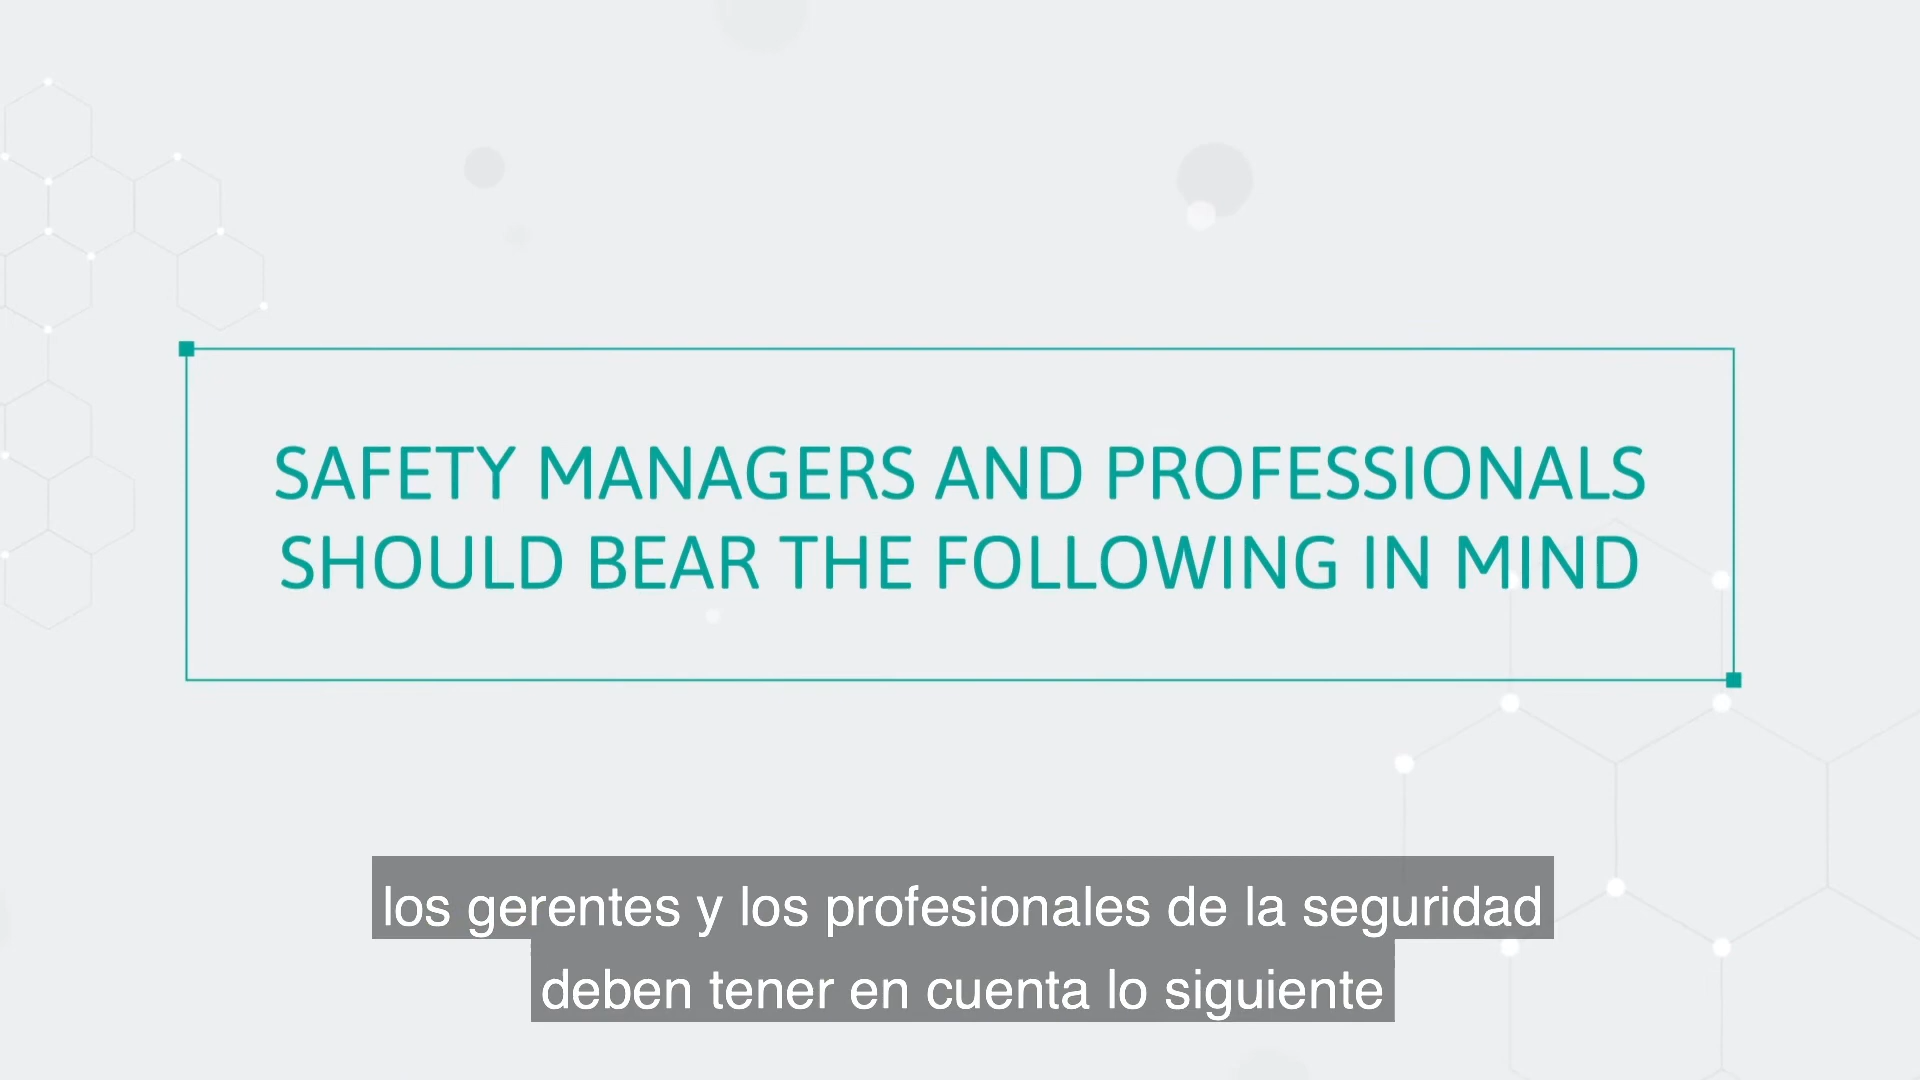 SAFETY MANAGERS AND PROFESSIONALS
SHOULD BEAR THE FOLLOWING IN MIND
los gerentes y los profesionales de la seguridad
deben tener en cuenta lo siguiente